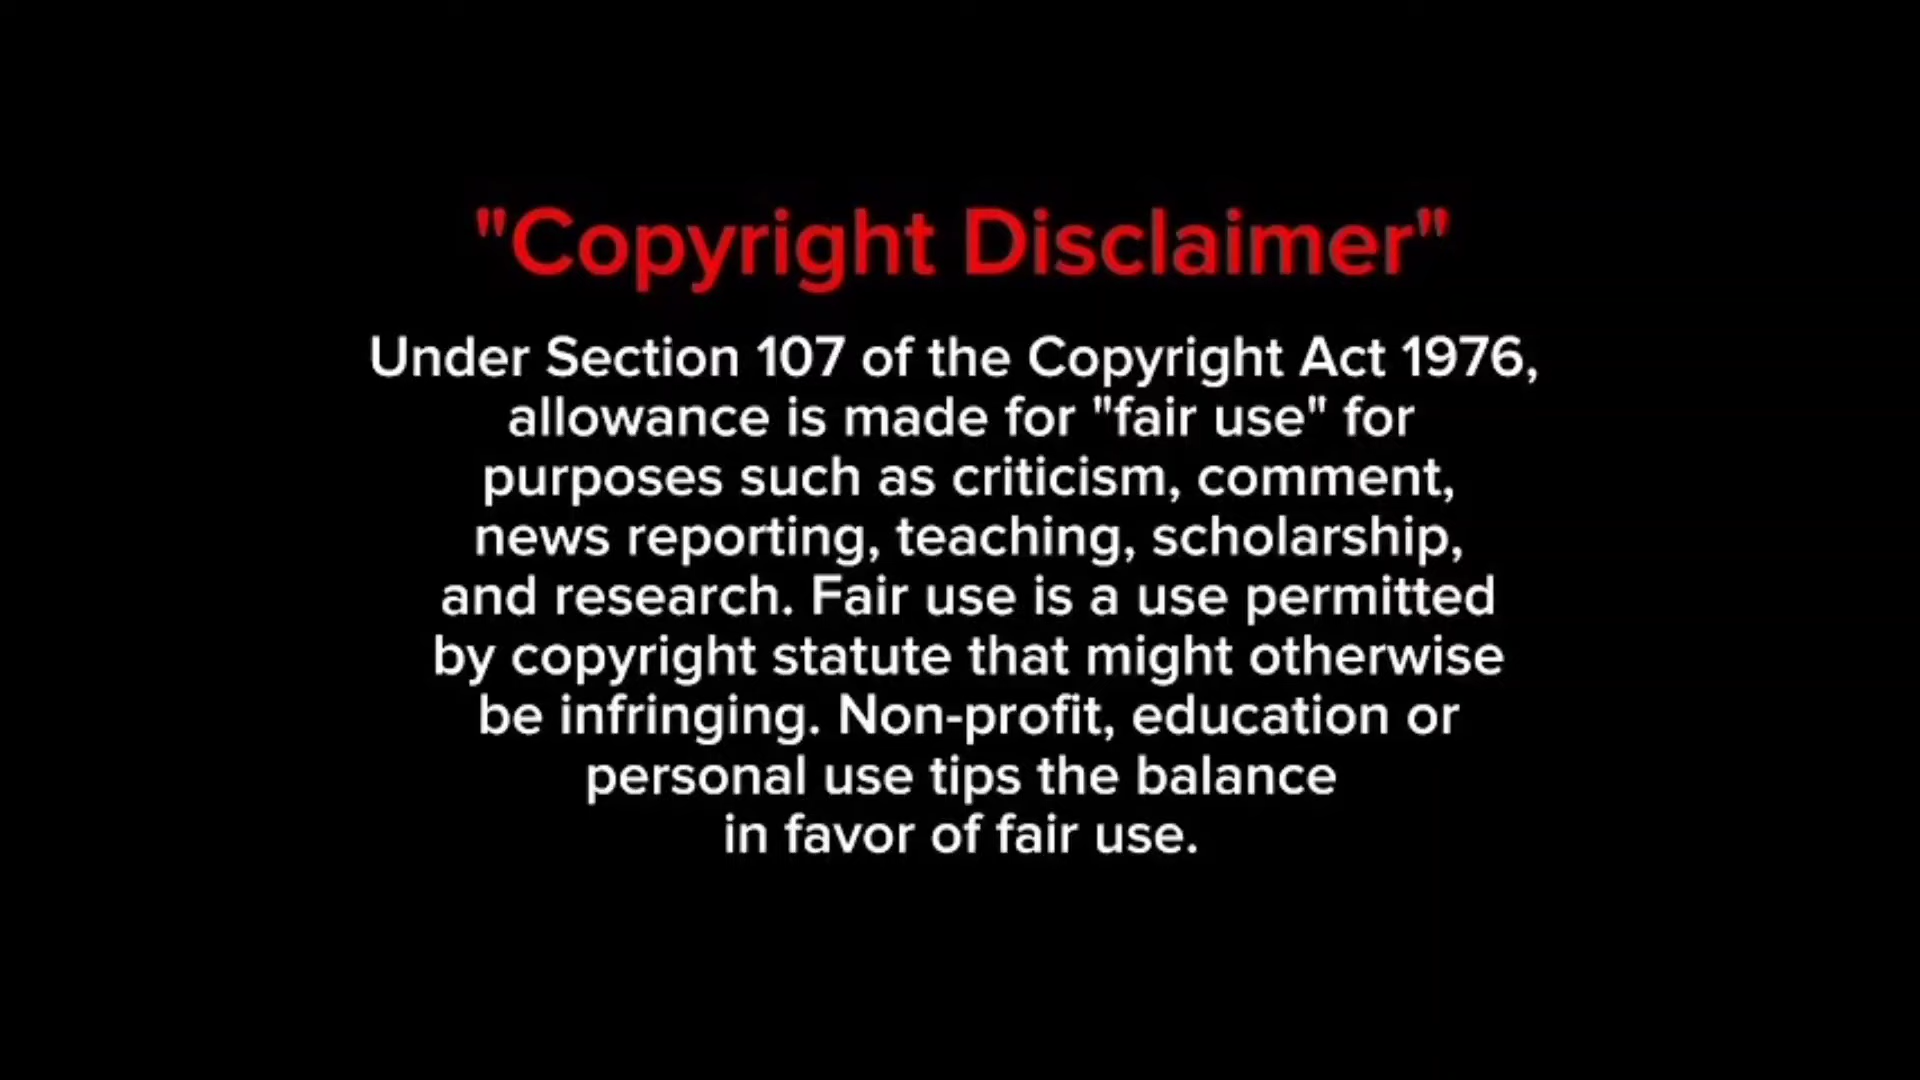 "Copyright Disclaimer"
Under Section 107 of the Copyright Act 1976,
allowance is made for "fair use" for
purposes such as criticism, comment,
news reporting, teaching, scholarship,
and research. Fair use is a use permitted
by copyright statute that might otherwise
be infringing. Non-profit, education or
personal use tips the balance
in favor of fair use.